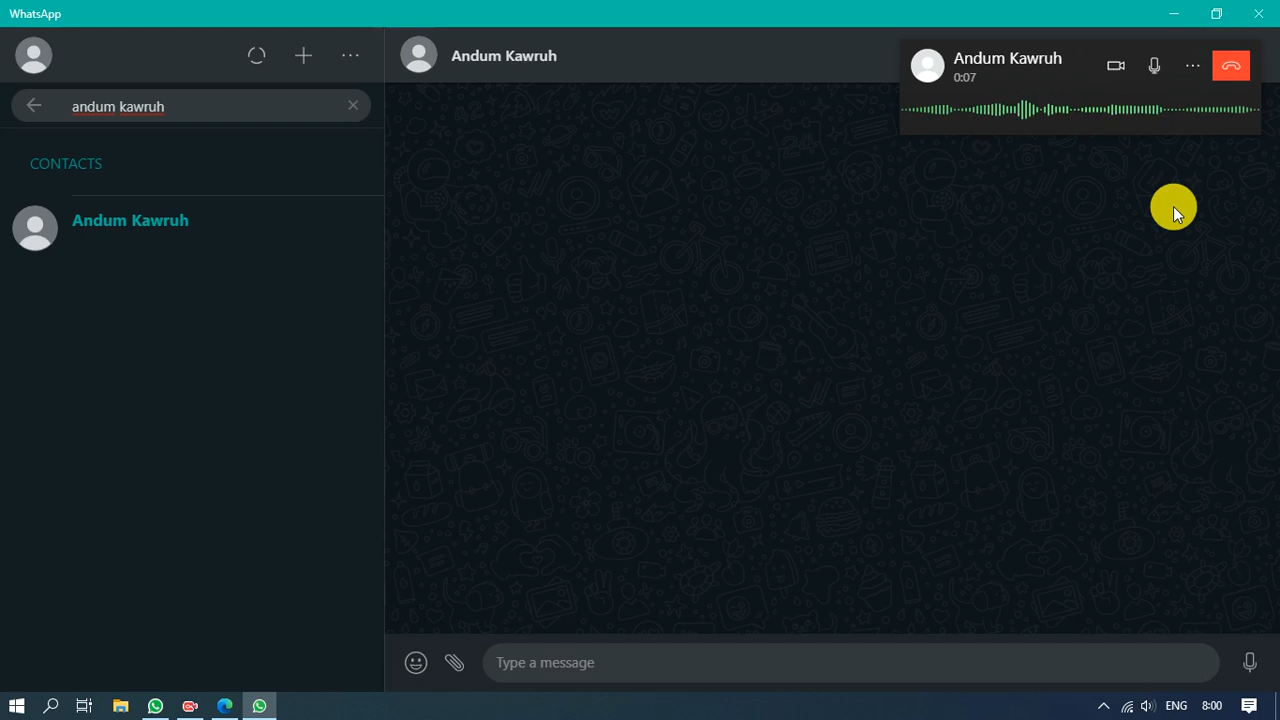 WhatsApp
andum kawruh
CONTACTS
Andum Kawruh
Andum Kawruh
Andum Kawruh
0:07
Type a message
ENG
8:00